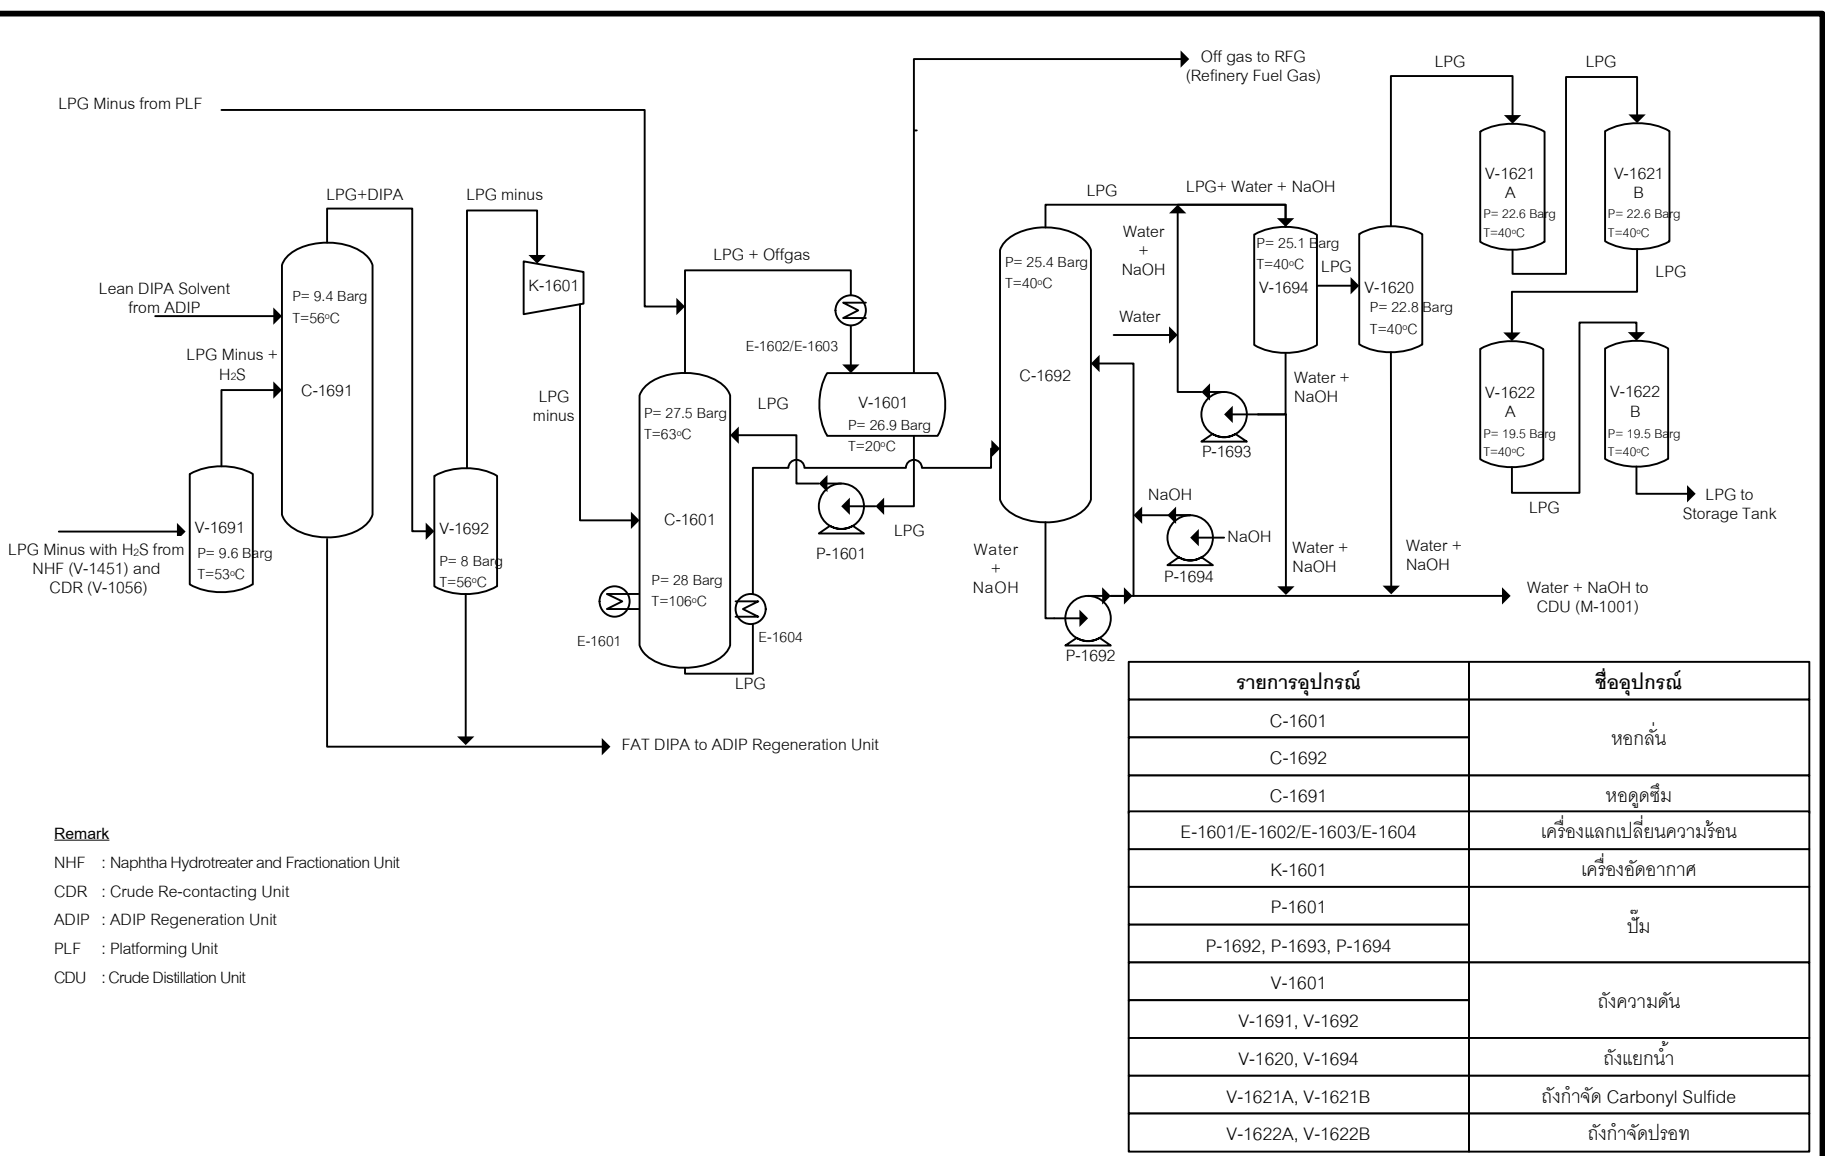 Off gas to RFG
(Refinery Fuel Gas)
LPG
LPG
LPG Minus from PLF
V-1621
A
P= 22.6 Barg
T=40oC
V-1621
B
P= 22.6 Barg
T=40oC
LPG+DIPA
LPG minus
LPG
LPG+ Water + NaOH
Water
+
NaOH
LPG + Offgas
P= 25.4 Barg
T=40oC
P= 25.1 Barg
T=40oC
V-1694
LPG
LPG
K-1601
V-1620
P= 22.8 Barg
T=40oC
Lean DIPA Solvent
from ADIP
P= 9.4 Barg
T=56oC
Water
E-1602/E-1603
LPG Minus +
H2S
C-1691
LPG
minus
C-1692
Water +
NaOH
V-1622
A
P= 19.5 Barg
T=40oC
V-1622
B
P= 19.5 Barg
T=40oC
P= 27.5 Barg
T=63oC
LPG
V-1601
P= 26.9 Barg
T=20oC
P-1693
NaOH
LPG
LPG to
Storage Tank
V-1691
P= 9.6 Barg
T=53oC
V-1692
P= 8 Barg
T=56oC
C-1601
LPG
P-1601
NaOH
P-1694
LPG Minus with H2S from
NHF (V-1451) and
CDR (V-1056)
Water
+
NaOH
Water +
NaOH
Water +
NaOH
P= 28 Barg
T=106oC
E-1601
E-1604
Water + NaOH to
CDU (M-1001)
P-1692
LPG
FAT DIPA to ADIP Regeneration Unit
รายการอุปกรณ์ ชื่ออุปกรณ์
C-1601
หอกลั่น
C-1692
C-1691 หอดูดซึม
E-1601/E-1602/E-1603/E-1604 เครื่องแลกเปลี่ยนความร้อน
K-1601 เครื่องอัดอากาศ
P-1601
ปั๊ม
P-1692, P-1693, P-1694
V-1601
ถังความดัน
V-1691, V-1692
V-1620, V-1694 ถังแยกน้ำ
V-1621A, V-1621B ถังกำจัด Carbonyl Sulfide
V-1622A, V-1622B ถังกำจัดปรอท
Remark
NHF : Naphtha Hydrotreater and Fractionation Unit
CDR : Crude Re-contacting Unit
ADIP : ADIP Regeneration Unit
PLF : Platforming Unit
CDU : Crude Distillation Unit